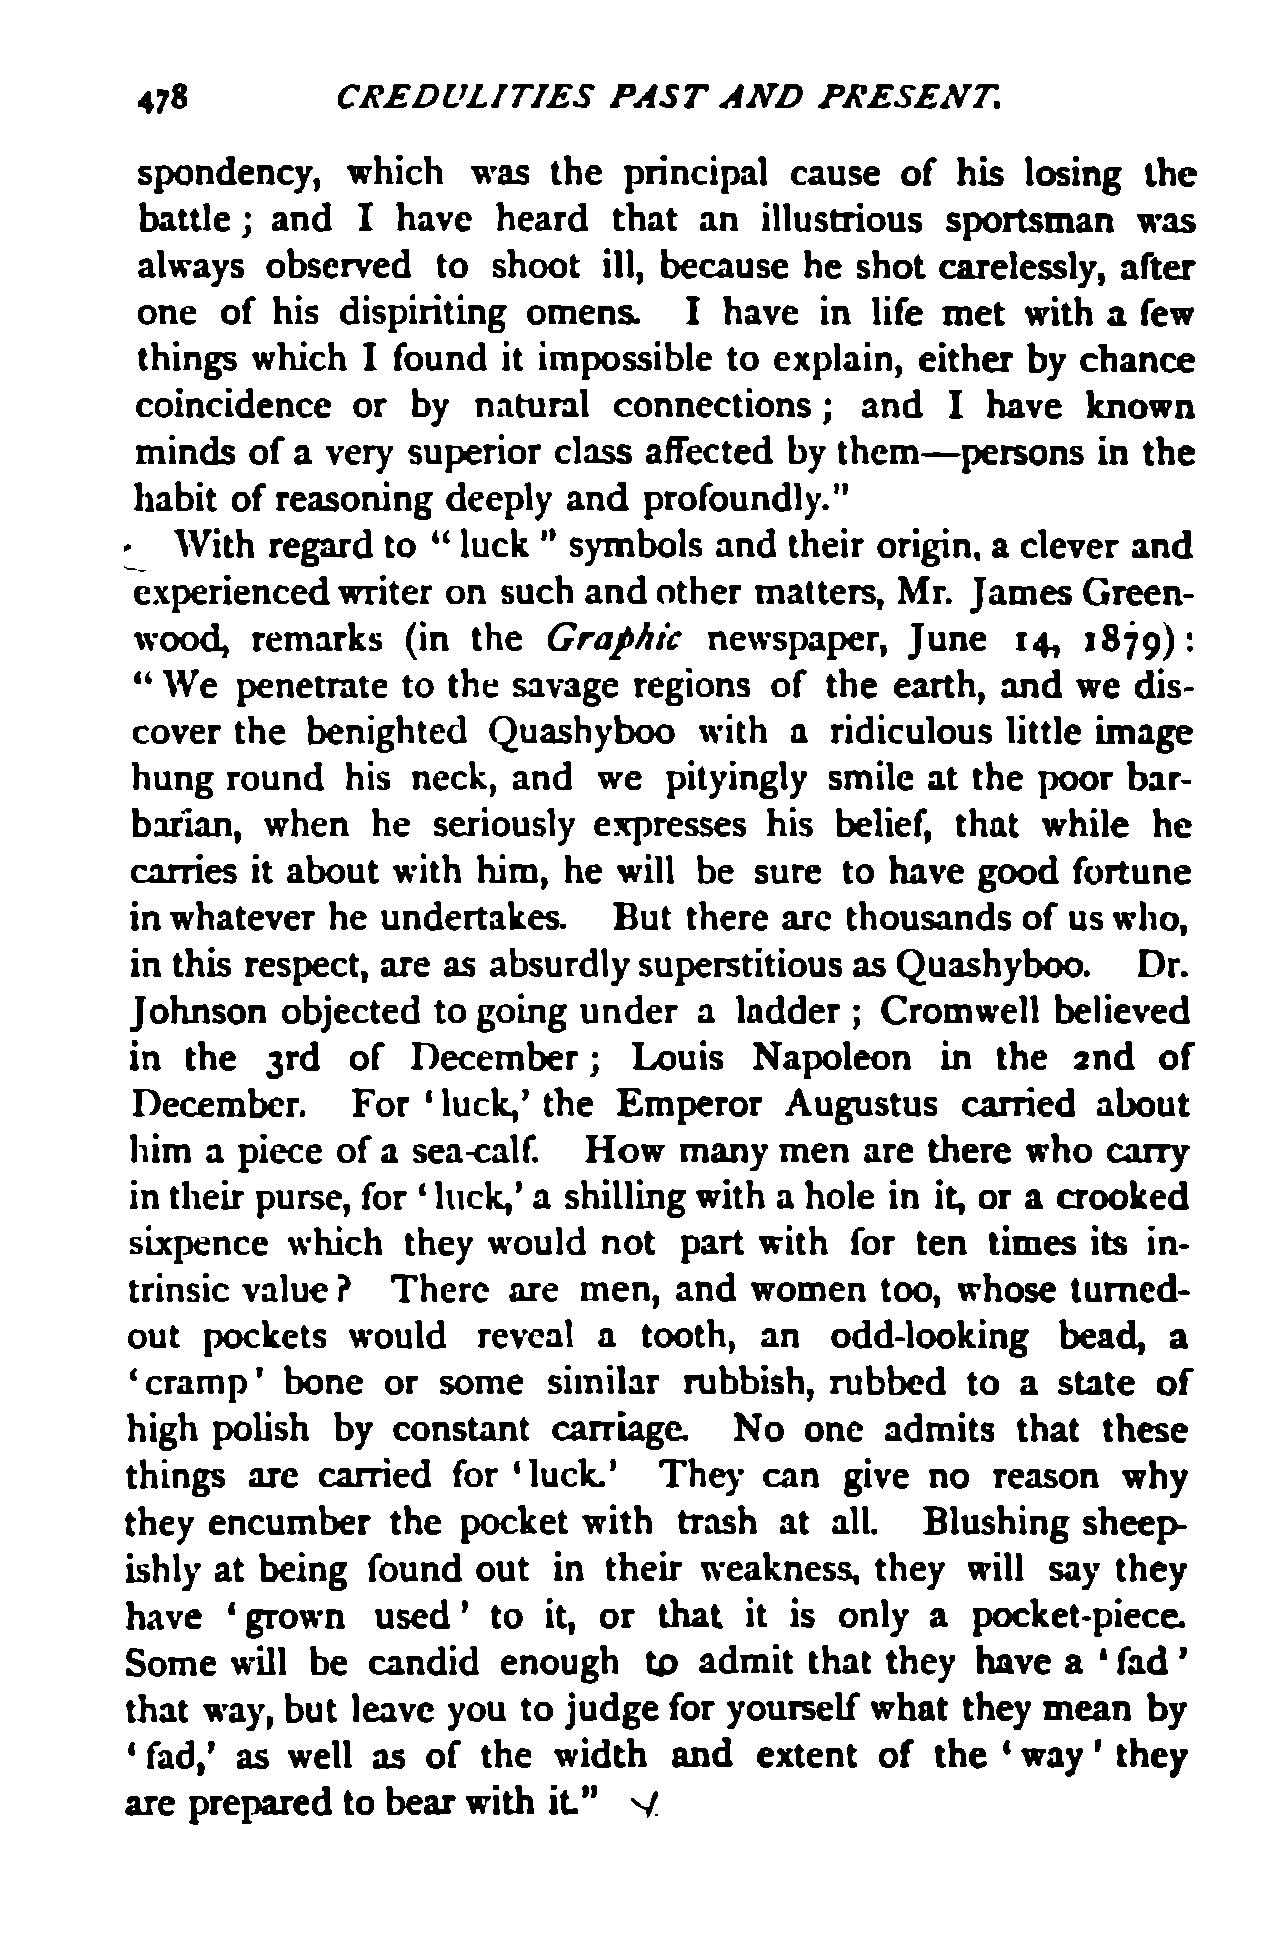 478 CREDULITIES PAST AND PRESENT.
spondency, which was the principal cause of his losing the
battle ; and I have heard that an illustrious sportsman was
always observed to shoot ill, because he shot carelessly, after
one of his dispiriting omens. I have in life met with a few
things which I found it impossible to explain, either by chance
coincidence or by natural connections ; and I have known
minds of a very superior class affected by them—persons in the
habit of reasoning deeply and profoundly."
With regard to " luck " symbols and their origin, a clever and
experienced writer on such and other matters, Mr. James Green-
wood, remarks (in the Graphic newspaper, June 14, 1879) :
" We penetrate to the savage regions of the earth, and we dis-
cover the benighted Quashyboo with a ridiculous little image
hung round his neck, and we pityingly smile at the poor bar-
barian, when he seriously expresses his belief, that while he
carries it about with him, he will be sure to have good fortune
in whatever he undertakes. But there are thousands of us who,
in this respect, are as absurdly superstitious as Quashyboo. Dr.
Johnson objected to going under a ladder ; Cromwell believed
in the 3rd of December ; Louis Napoleon in the 2nd of
December. For ' luck,' the Emperor Augustus carried about
him a piece of a sea-calf. How many men are there who carry
in their purse, for ' luck,' a shilling with a hole in it, or a crooked
sixpence which they would not part with for ten times its in-
trinsic value ? There are men, and women too, whose turned-
out pockets would reveal a tooth, an odd-looking bead, a
' cramp ' bone or some similar rubbish, rubbed to a state of
high polish by constant carriage. No one admits that these
things are carried for ' luck.' They can give no reason why
they encumber the pocket with trash at all. Blushing sheep-
ishly at being found out in their weakness, they will say they
have ' grown used ' to it, or that it is only a pocket-piece.
Some will be candid enough to admit that they have a ' fad '
that way, but leave you to judge for yourself what they mean by
' fad,' as well as of the width and extent of the ' way ' they
are prepared to bear with it."